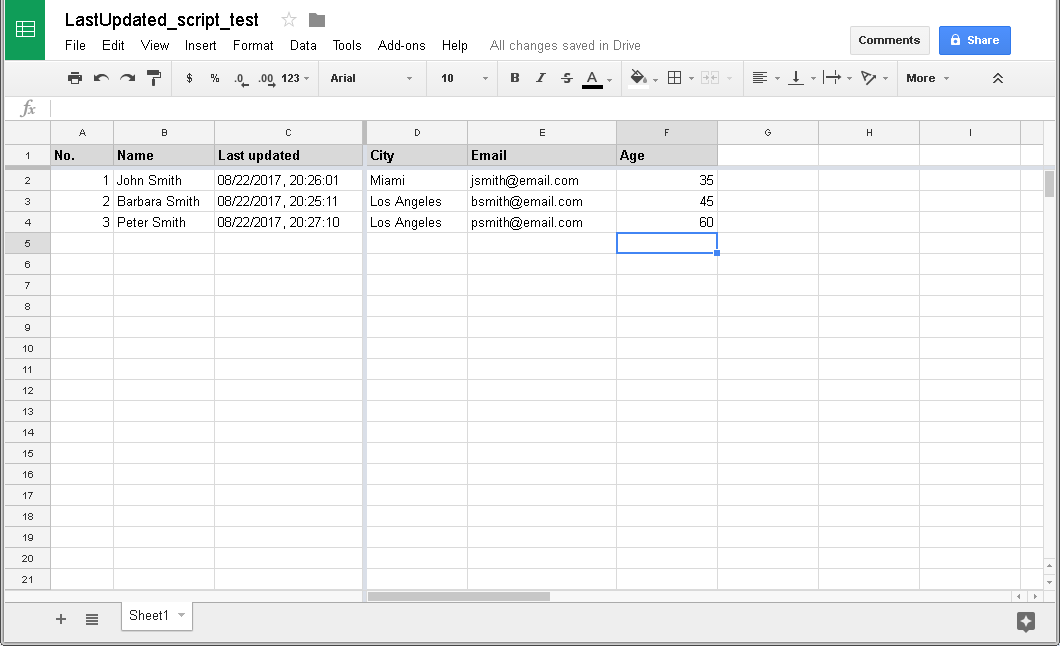 LastUpdated_script_test
File Edit View Insert Format Data Tools Add-ons Help All changes saved in Drive
Comments Share
$ % .0 .00 123 Arial 10 B I S A More
fx
A B C D E F G H I
1 No. Name Last updated City Email Age
2 1 John Smith 08/22/2017, 20:26:01 Miami jsmith@email.com 35
3 2 Barbara Smith 08/22/2017, 20:25:11 Los Angeles bsmith@email.com 45
4 3 Peter Smith 08/22/2017, 20:27:10 Los Angeles psmith@email.com 60
5
6
7
8
9
10
11
12
13
14
15
16
17
18
19
20
21
+ Sheet1